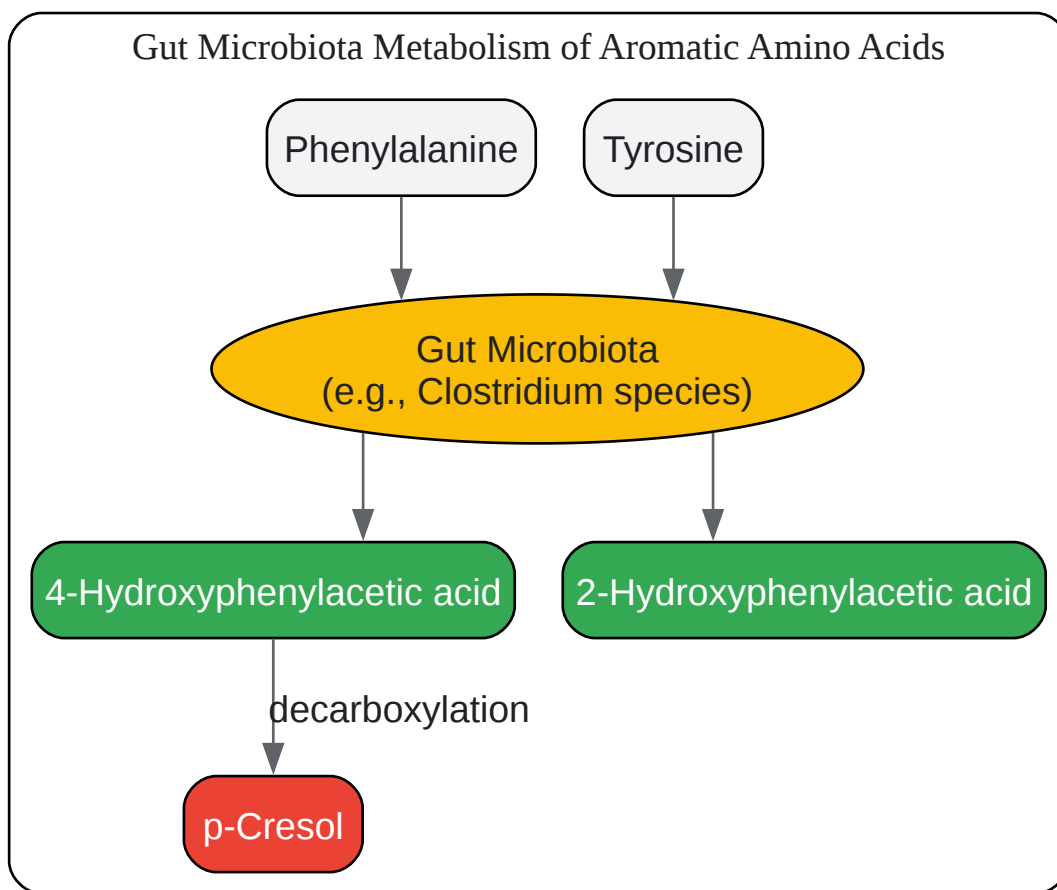 Gut Microbiota Metabolism of Aromatic Amino Acids
Phenylalanine
Tyrosine
Gut Microbiota
(e.g., Clostridium species)
4-Hydroxyphenylacetic acid
2-Hydroxyphenylacetic acid
decarboxylation
p-Cresol